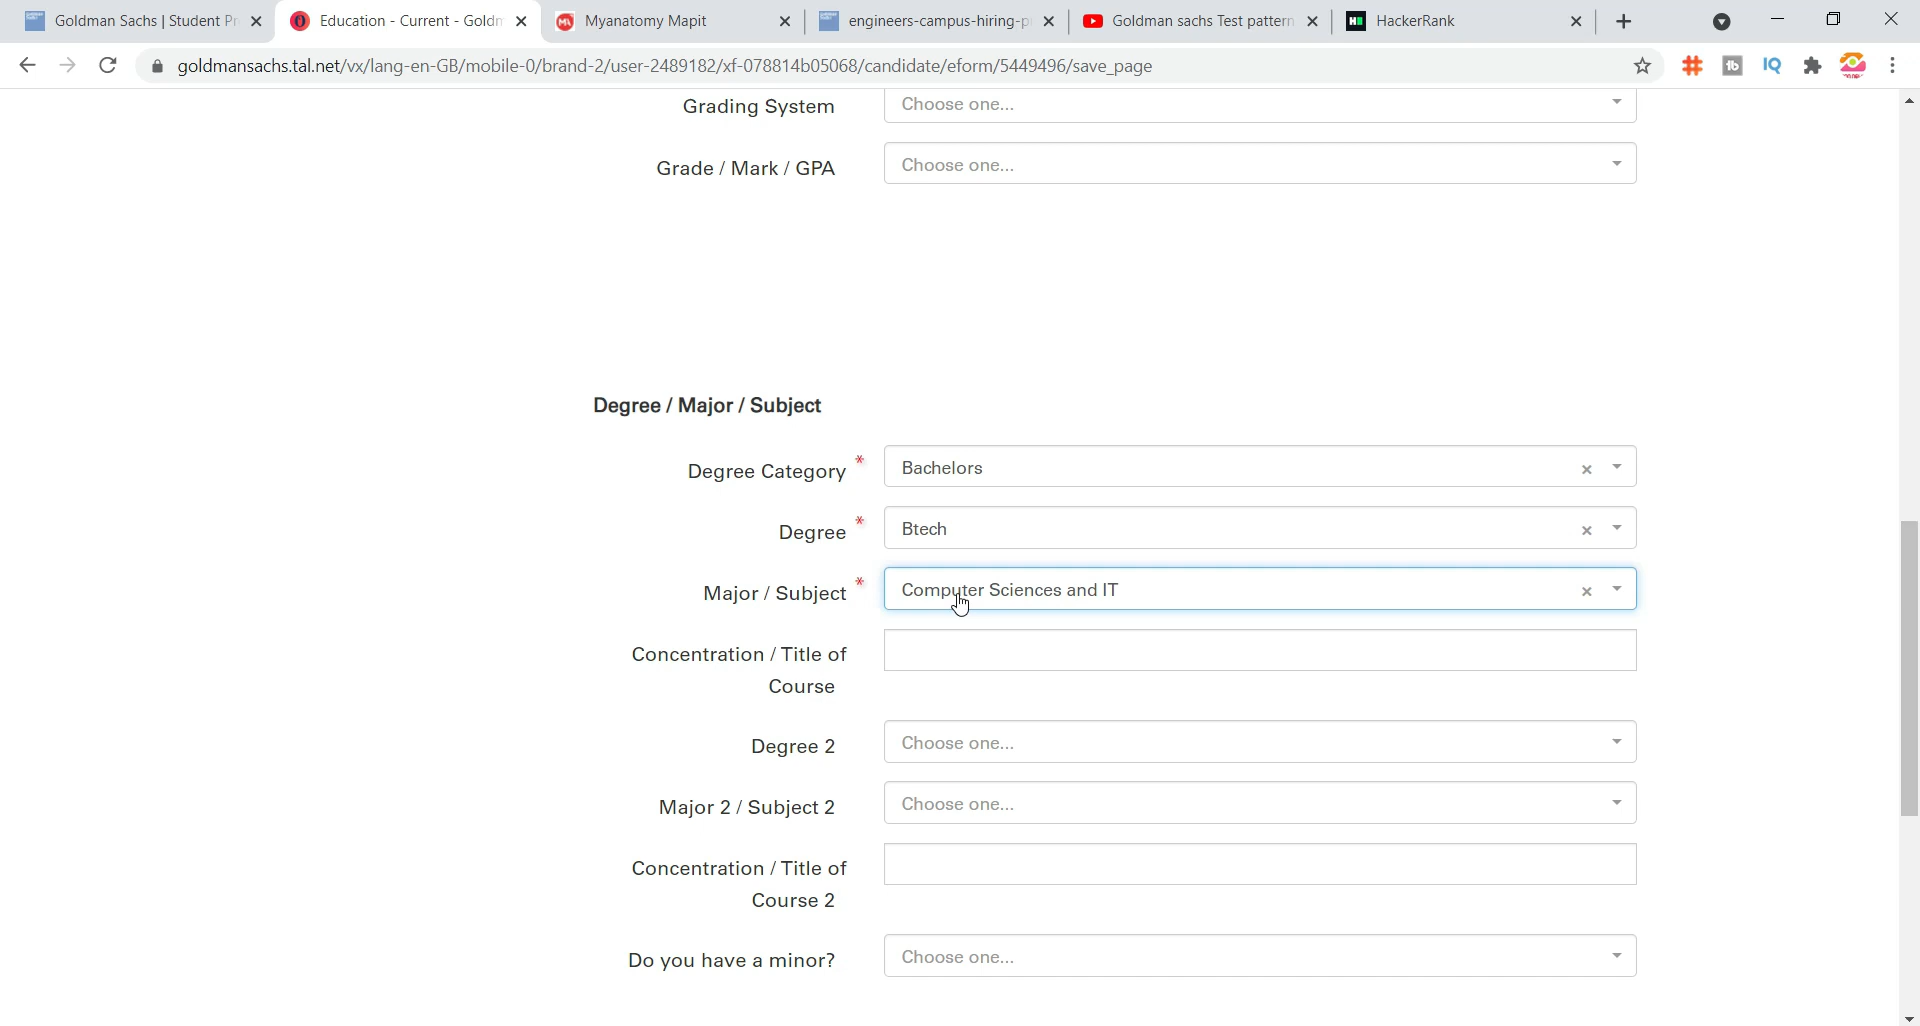 Goldman Sachs | Student Pr
Education - Current - Goldm
Myanatomy Mapit
engineers-campus-hiring-p
Goldman sachs Test pattern
HackerRank
goldmansachs.tal.net/vx/lang-en-GB/mobile-0/brand-2/user-2489182/xf-078814b05068/candidate/eform/5449496/save_page
Grading System Choose one...
Grade / Mark / GPA Choose one...
Degree / Major / Subject
Degree Category * Bachelors
Degree * Btech
Major / Subject * Computer Sciences and IT
Concentration / Title of
Course
Degree 2 Choose one...
Major 2 / Subject 2 Choose one...
Concentration / Title of
Course 2
Do you have a minor? Choose one...